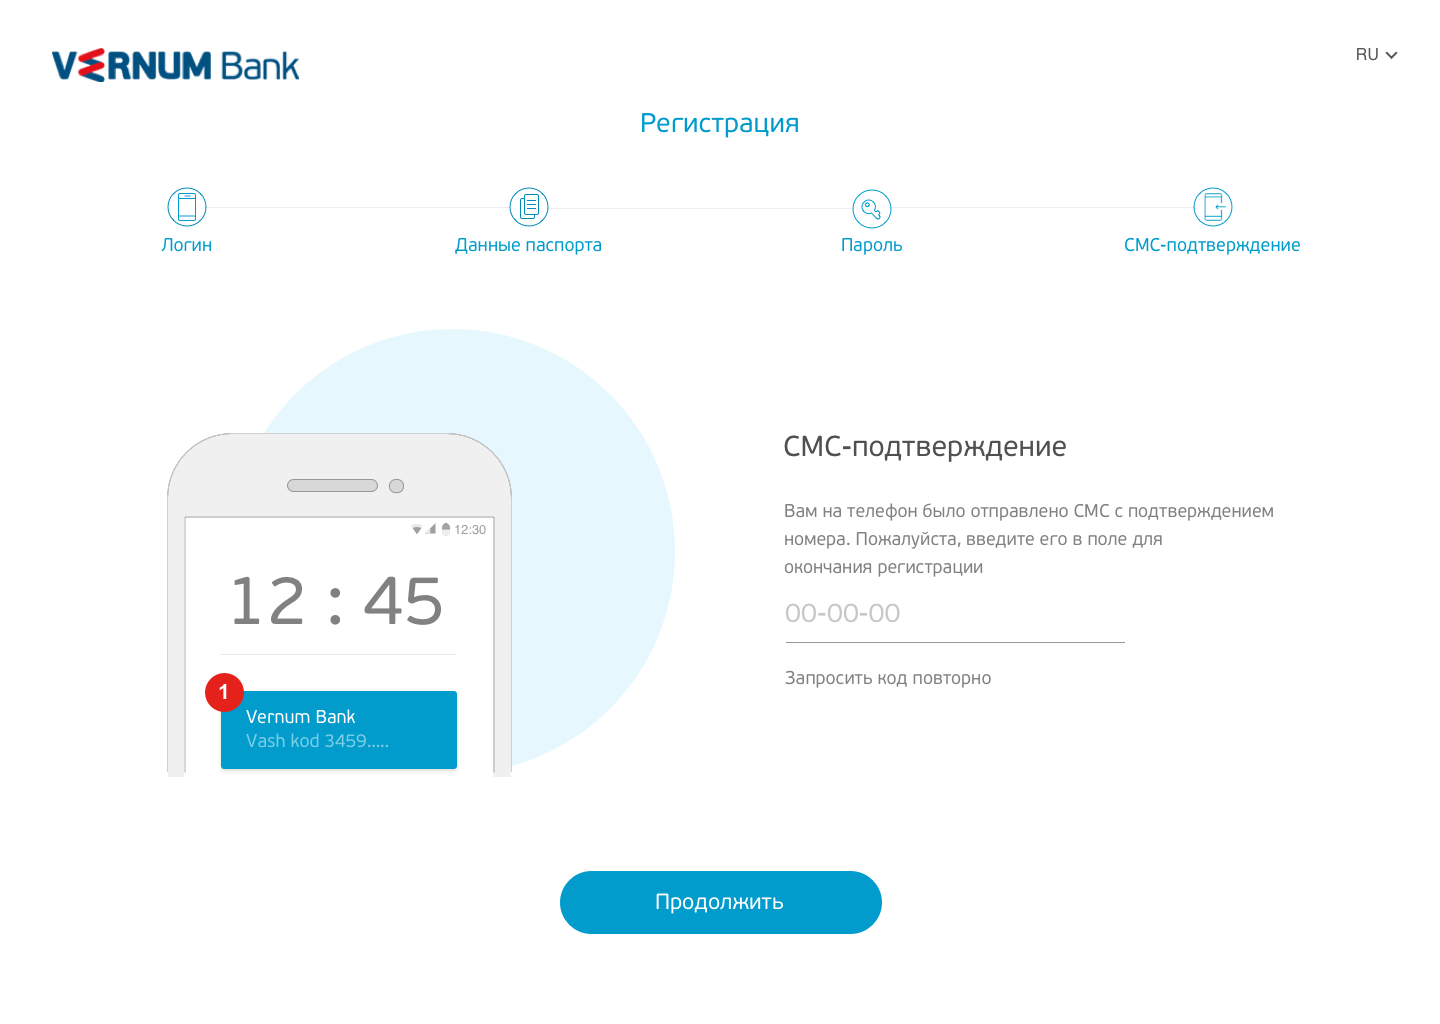 VERNUM Bank
RU
Регистрация
Логин
Данные паспорта
Пароль
СМС-подтверждение
12:30
12 : 45
1
Vernum Bank
Vash kod 3459.....
СМС-подтверждение
Вам на телефон было отправлено СМС с подтверждением
номера. Пожалуйста, введите его в поле для
окончания регистрации
00-00-00
Запросить код повторно
Продолжить